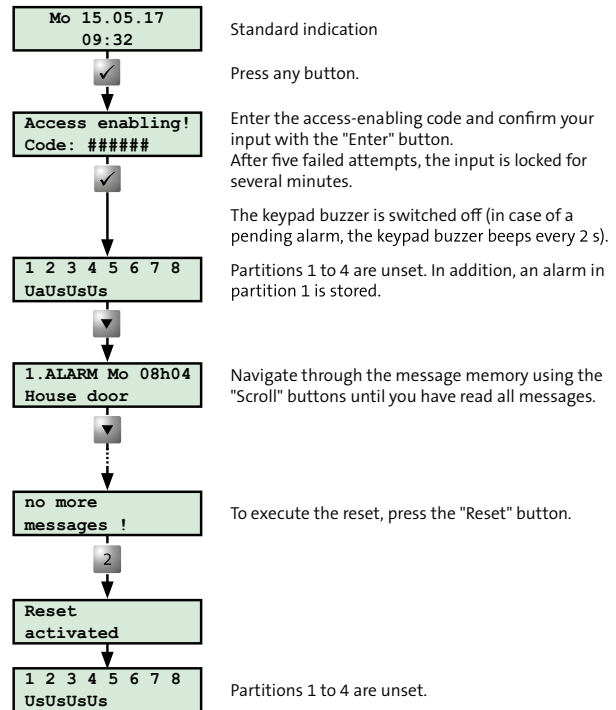 Mo 15.05.17
09:32
Standard indication
Press any button.
Access enabling!
Code: ######
Enter the access-enabling code and confirm your
input with the "Enter" button.
After five failed attempts, the input is locked for
several minutes.
The keypad buzzer is switched off (in case of a
pending alarm, the keypad buzzer beeps every 2 s).
1 2 3 4 5 6 7 8
UaUsUsUs
Partitions 1 to 4 are unset. In addition, an alarm in
partition 1 is stored.
1.ALARM Mo 08h04
House door
Navigate through the message memory using the
"Scroll" buttons until you have read all messages.
no more
messages !
To execute the reset, press the "Reset" button.
2
Reset
activated
1 2 3 4 5 6 7 8
UsUsUsUs
Partitions 1 to 4 are unset.